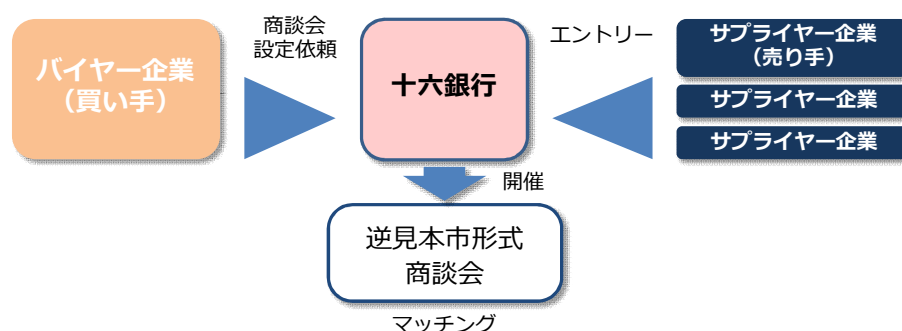 バイヤー企業
（買い手）
商談会
設定依頼
十六銀行
エントリー
サプライヤー企業
（売り手）
サプライヤー企業
サプライヤー企業
開催
逆見本市形式
商談会
マッチング